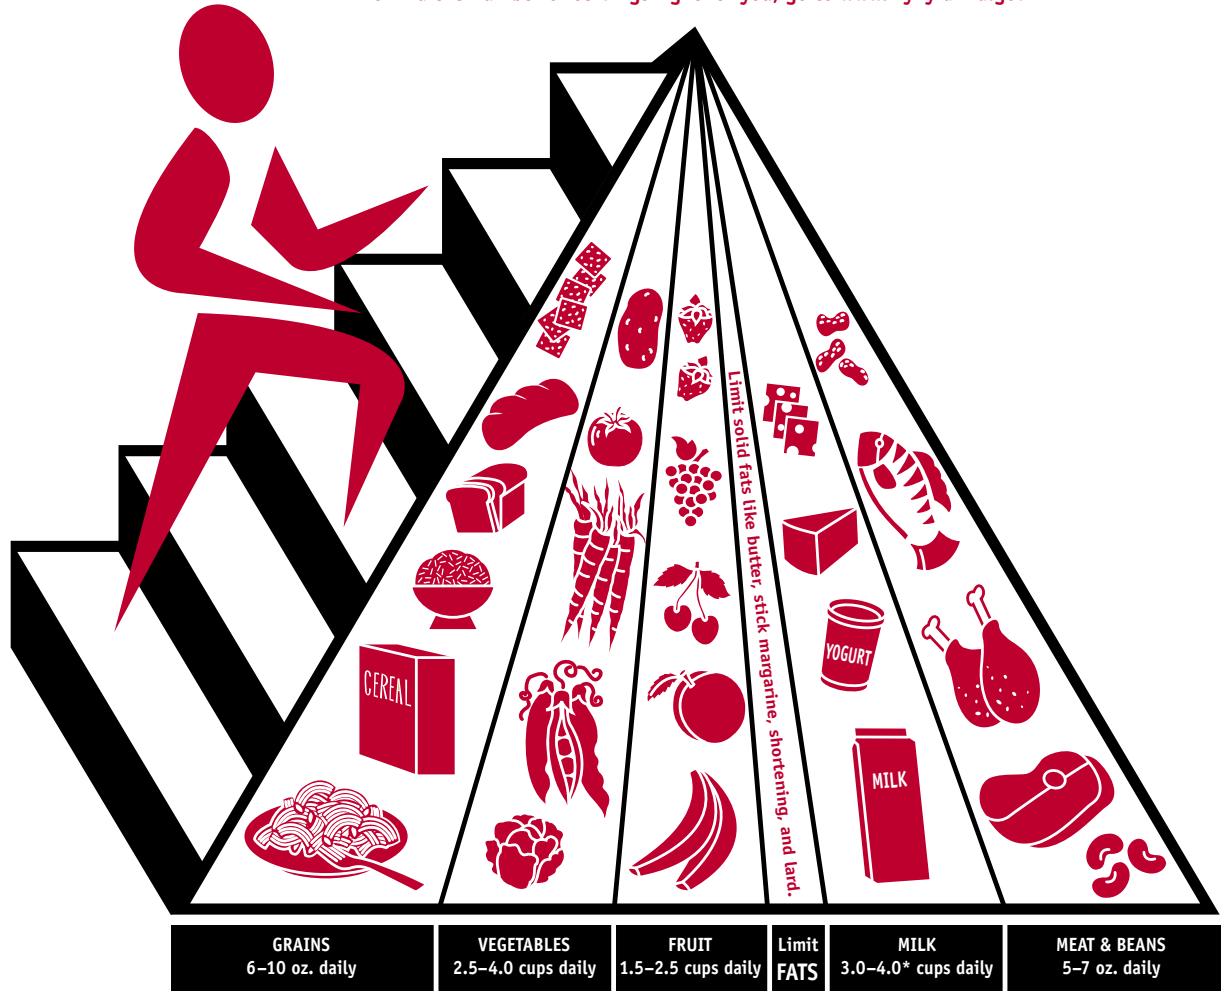 Limit solid fats like butter, stick margarine, shortening, and lard.
YOGURT
CEREAL
MILK
GRAINS
6–10 oz. daily
VEGETABLES
2.5–4.0 cups daily
FRUIT
1.5–2.5 cups daily
Limit
FATS
MILK
3.0–4.0* cups daily
MEAT & BEANS
5–7 oz. daily